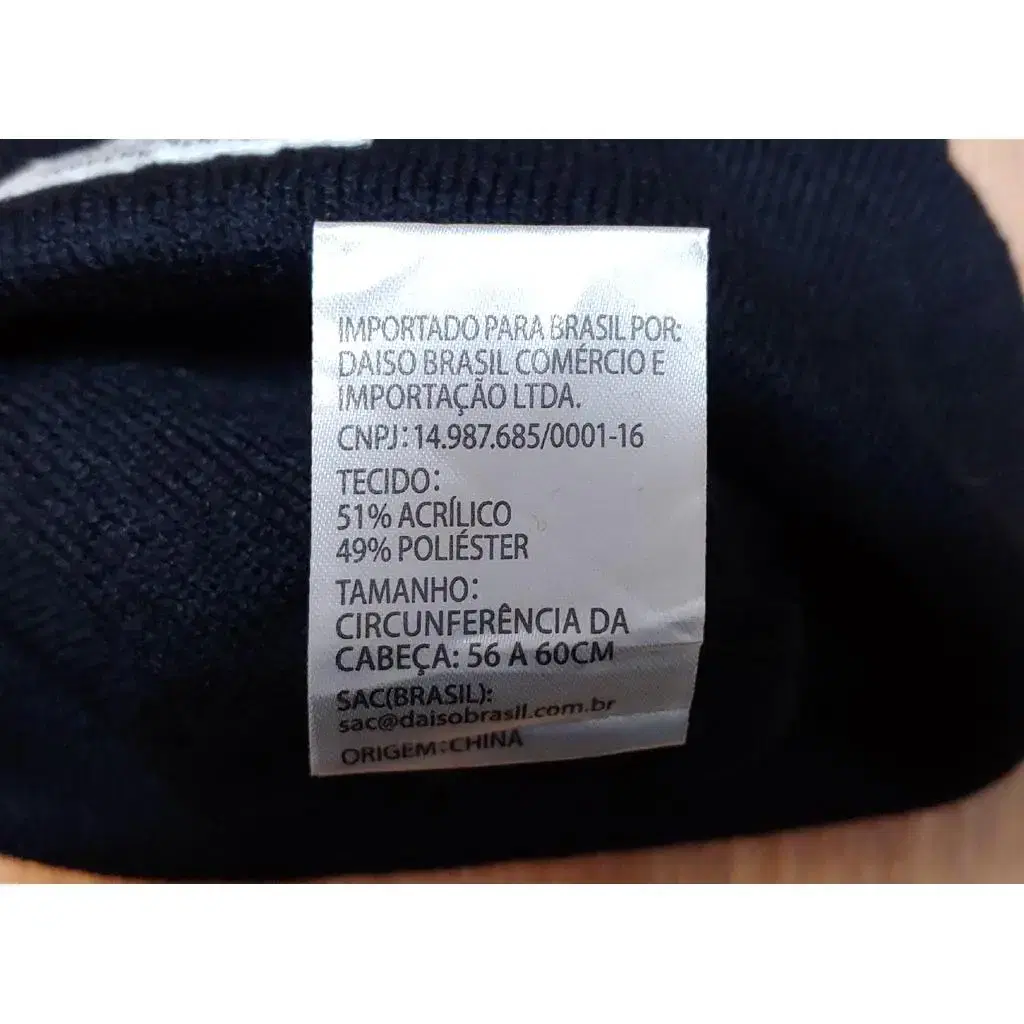 IMPORTADO PARA BRASIL POR:
DAISO BRASIL COMÉRCIO E
IMPORTAÇÃO LTDA.
CNPJ: 14.987.685/0001-16
TECIDO:
51% ACRÍLICO
49% POLIÉSTER
TAMANHO:
CIRCUNFERÊNCIA DA
CABEÇA: 56 A 60CM
SAC(BRASIL):
sac@daisobrasil.com.br
ORIGEM:CHINA